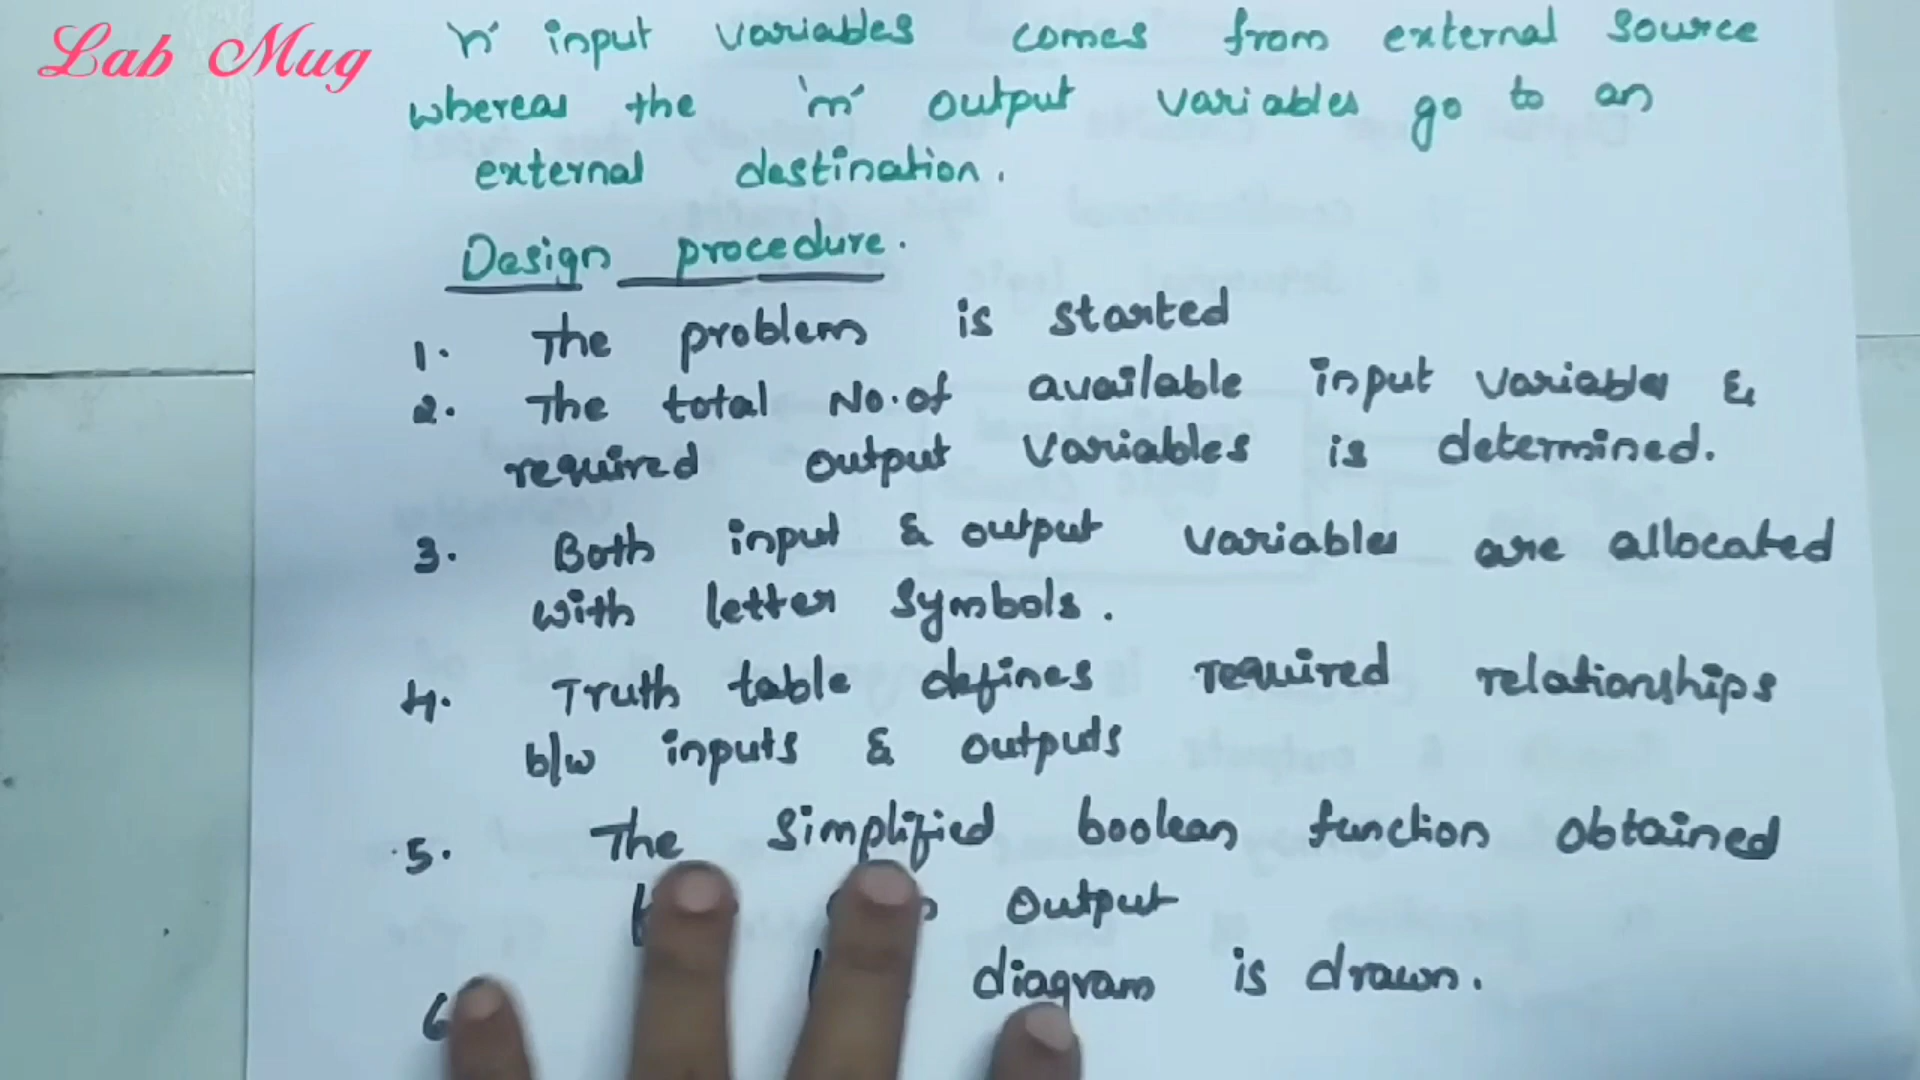 Lab Mug
'n' input variables comes from external source
whereas the 'm' output variables go to an
external destination.
Design procedure.
1. The problem is started
2. The total No. of available input variables &
required output variables is determined.
3. Both input & output variables are allocated
with letter symbols.
4. Truth table defines required relationships
b/w inputs & outputs
5. The simplified boolean function obtained
output
6 diagram is drawn.